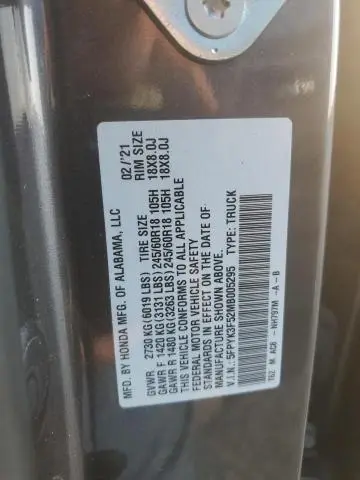 MFD. BY HONDA MFG. OF ALABAMA, LLC 02/'21
TIRE SIZE RIM SIZE
GVWR 2730 KG(6019 LBS)
GAWR F 1420 KG(3131 LBS) 245/60R18 105H 18X8.0J
GAWR R 1480 KG(3263 LBS) 245/60R18 105H 18X8.0J
THIS VEHICLE CONFORMS TO ALL APPLICABLE
FEDERAL MOTOR VEHICLE SAFETY
STANDARDS IN EFFECT ON THE DATE OF
MANUFACTURE SHOWN ABOVE.
V.I.N.: 5FPYK3F52MB005295 TYPE: TRUCK
T6Z M AC8 -NH797M -A-B